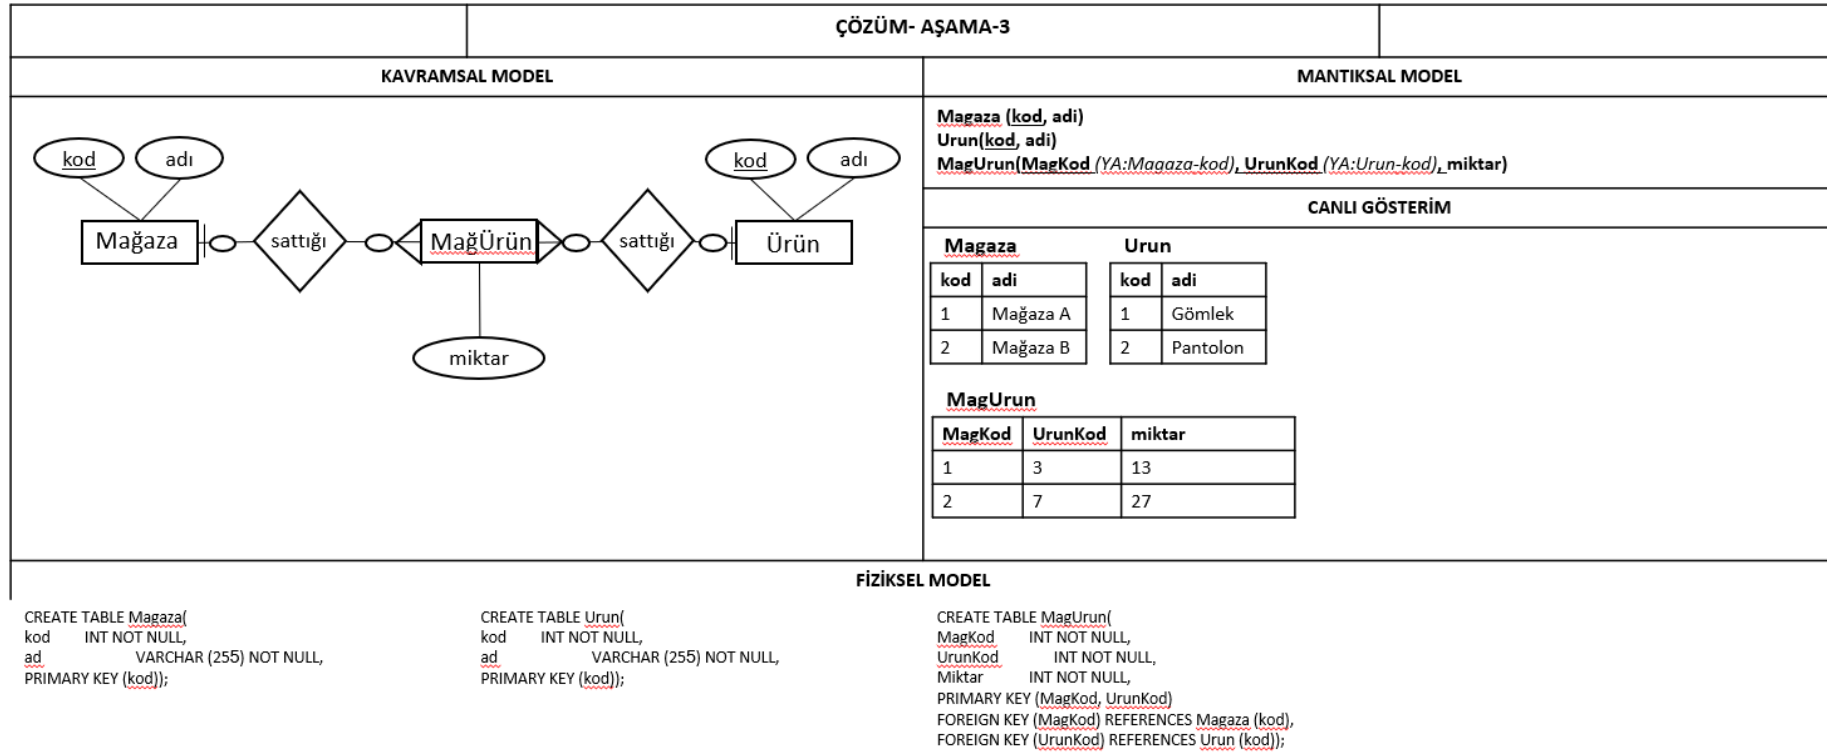 ÇÖZÜM- AŞAMA-3
KAVRAMSAL MODEL
kod
adı
kod
adı
Mağaza
sattığı
MağÜrün
sattığı
Ürün
miktar
MANTIKSAL MODEL
Magaza (kod, adi)
Urun(kod, adi)
MagUrun(MagKod (YA:Magaza-kod), UrunKod (YA:Urun-kod), miktar)
CANLI GÖSTERİM
Magaza
kod adi
1 Mağaza A
2 Mağaza B
Urun
kod adi
1 Gömlek
2 Pantolon
MagUrun
MagKod UrunKod miktar
1 3 13
2 7 27
FİZİKSEL MODEL
CREATE TABLE Magaza(
kod INT NOT NULL,
ad VARCHAR (255) NOT NULL,
PRIMARY KEY (kod));
CREATE TABLE Urun(
kod INT NOT NULL,
ad VARCHAR (255) NOT NULL,
PRIMARY KEY (kod));
CREATE TABLE MagUrun(
MagKod INT NOT NULL,
UrunKod INT NOT NULL,
Miktar INT NOT NULL,
PRIMARY KEY (MagKod, UrunKod)
FOREIGN KEY (MagKod) REFERENCES Magaza (kod),
FOREIGN KEY (UrunKod) REFERENCES Urun (kod));